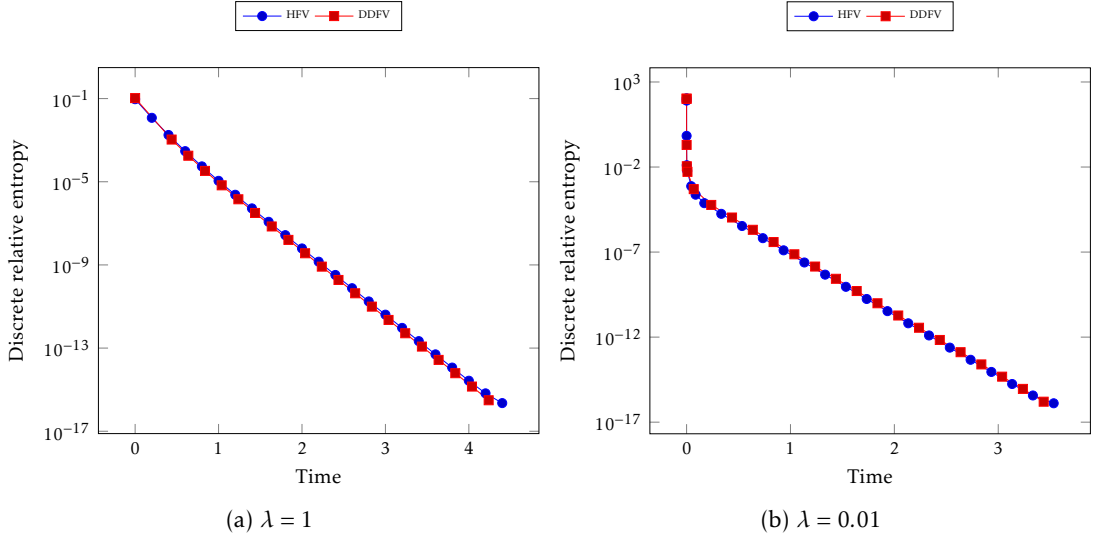 HFV DDFV
10^{-1}
10^{-5}
10^{-9}
10^{-13}
10^{-17}
Discrete relative entropy
0 1 2 3 4
Time
(a) λ = 1
HFV DDFV
10^{3}
10^{-2}
10^{-7}
10^{-12}
10^{-17}
Discrete relative entropy
0 1 2 3
Time
(b) λ = 0.01